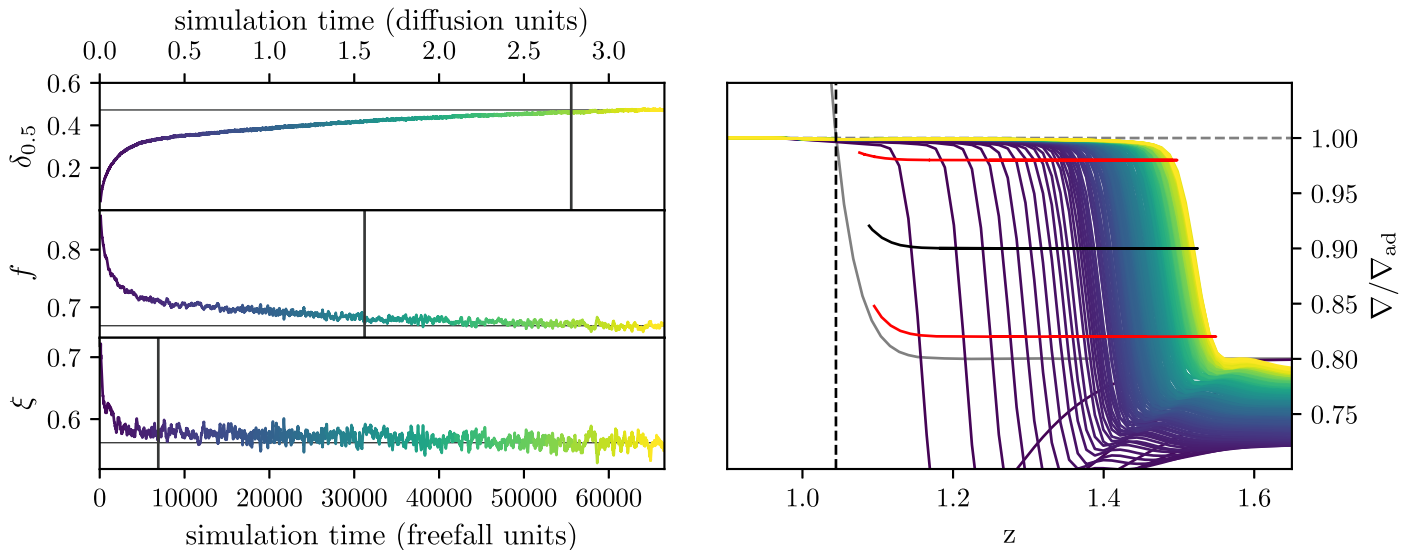 simulation time (diffusion units)
0.0 0.5 1.0 1.5 2.0 2.5 3.0
0.6
0.4
0.2
δ0.5
0.8
0.7
f
0.7
0.6
ξ
0 10000 20000 30000 40000 50000 60000
simulation time (freefall units)
1.00
0.95
0.90
0.85
0.80
0.75
∇/∇ad
1.0 1.2 1.4 1.6
z